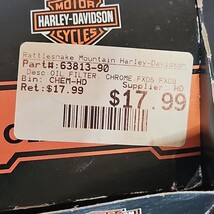 MOTOR
HARLEY-DAVIDSON
CYCLES
Rattlesnake Mountain Harley-Davidson
Part#: 63813-90
Desc: OIL FILTER, CHROME, FXDS FXDB
Bin: CHEM-HD Supplier HD
Ret: $17.99 $17.99